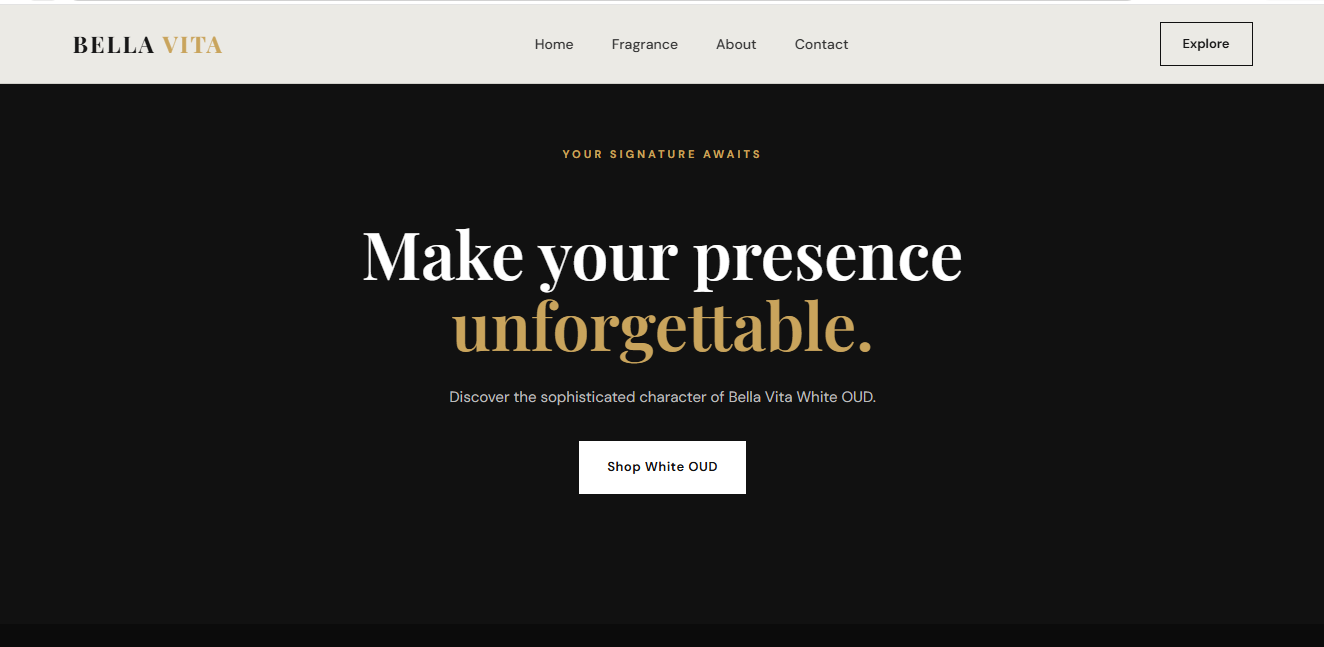 BELLA VITA
Home Fragrance About Contact
Explore
YOUR SIGNATURE AWAITS
Make your presence
unforgettable.
Discover the sophisticated character of Bella Vita White OUD.
Shop White OUD